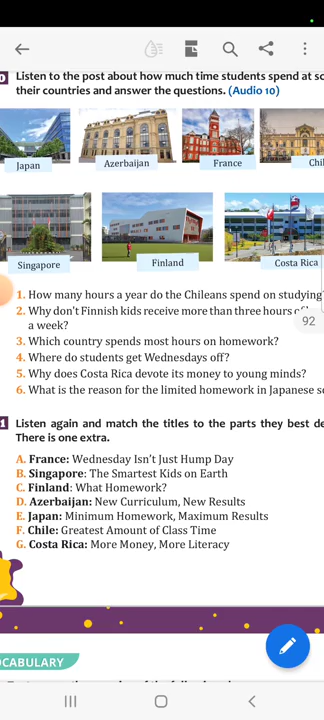 Listen to the post about how much time students spend at
their countries and answer the questions. (Audio 10)
Japan
Azerbaijan
France
Singapore
Finland
Costa Rica
1. How many hours a year do the Chileans spend on studying
2. Why don't Finnish kids receive more than three hours
a week?
92
3. Which country spends most hours on homework?
4. Where do students get Wednesdays off?
5. Why does Costa Rica devote its money to young minds?
6. What is the reason for the limited homework in Japanese
Listen again and match the titles to the parts they best
There is one extra.
A. France: Wednesday Isn't Just Hump Day
B. Singapore: The Smartest Kids on Earth
C. Finland: What Homework?
D. Azerbaijan: New Curriculum, New Results
E. Japan: Minimum Homework, Maximum Results
F. Chile: Greatest Amount of Class Time
G. Costa Rica: More Money, More Literacy